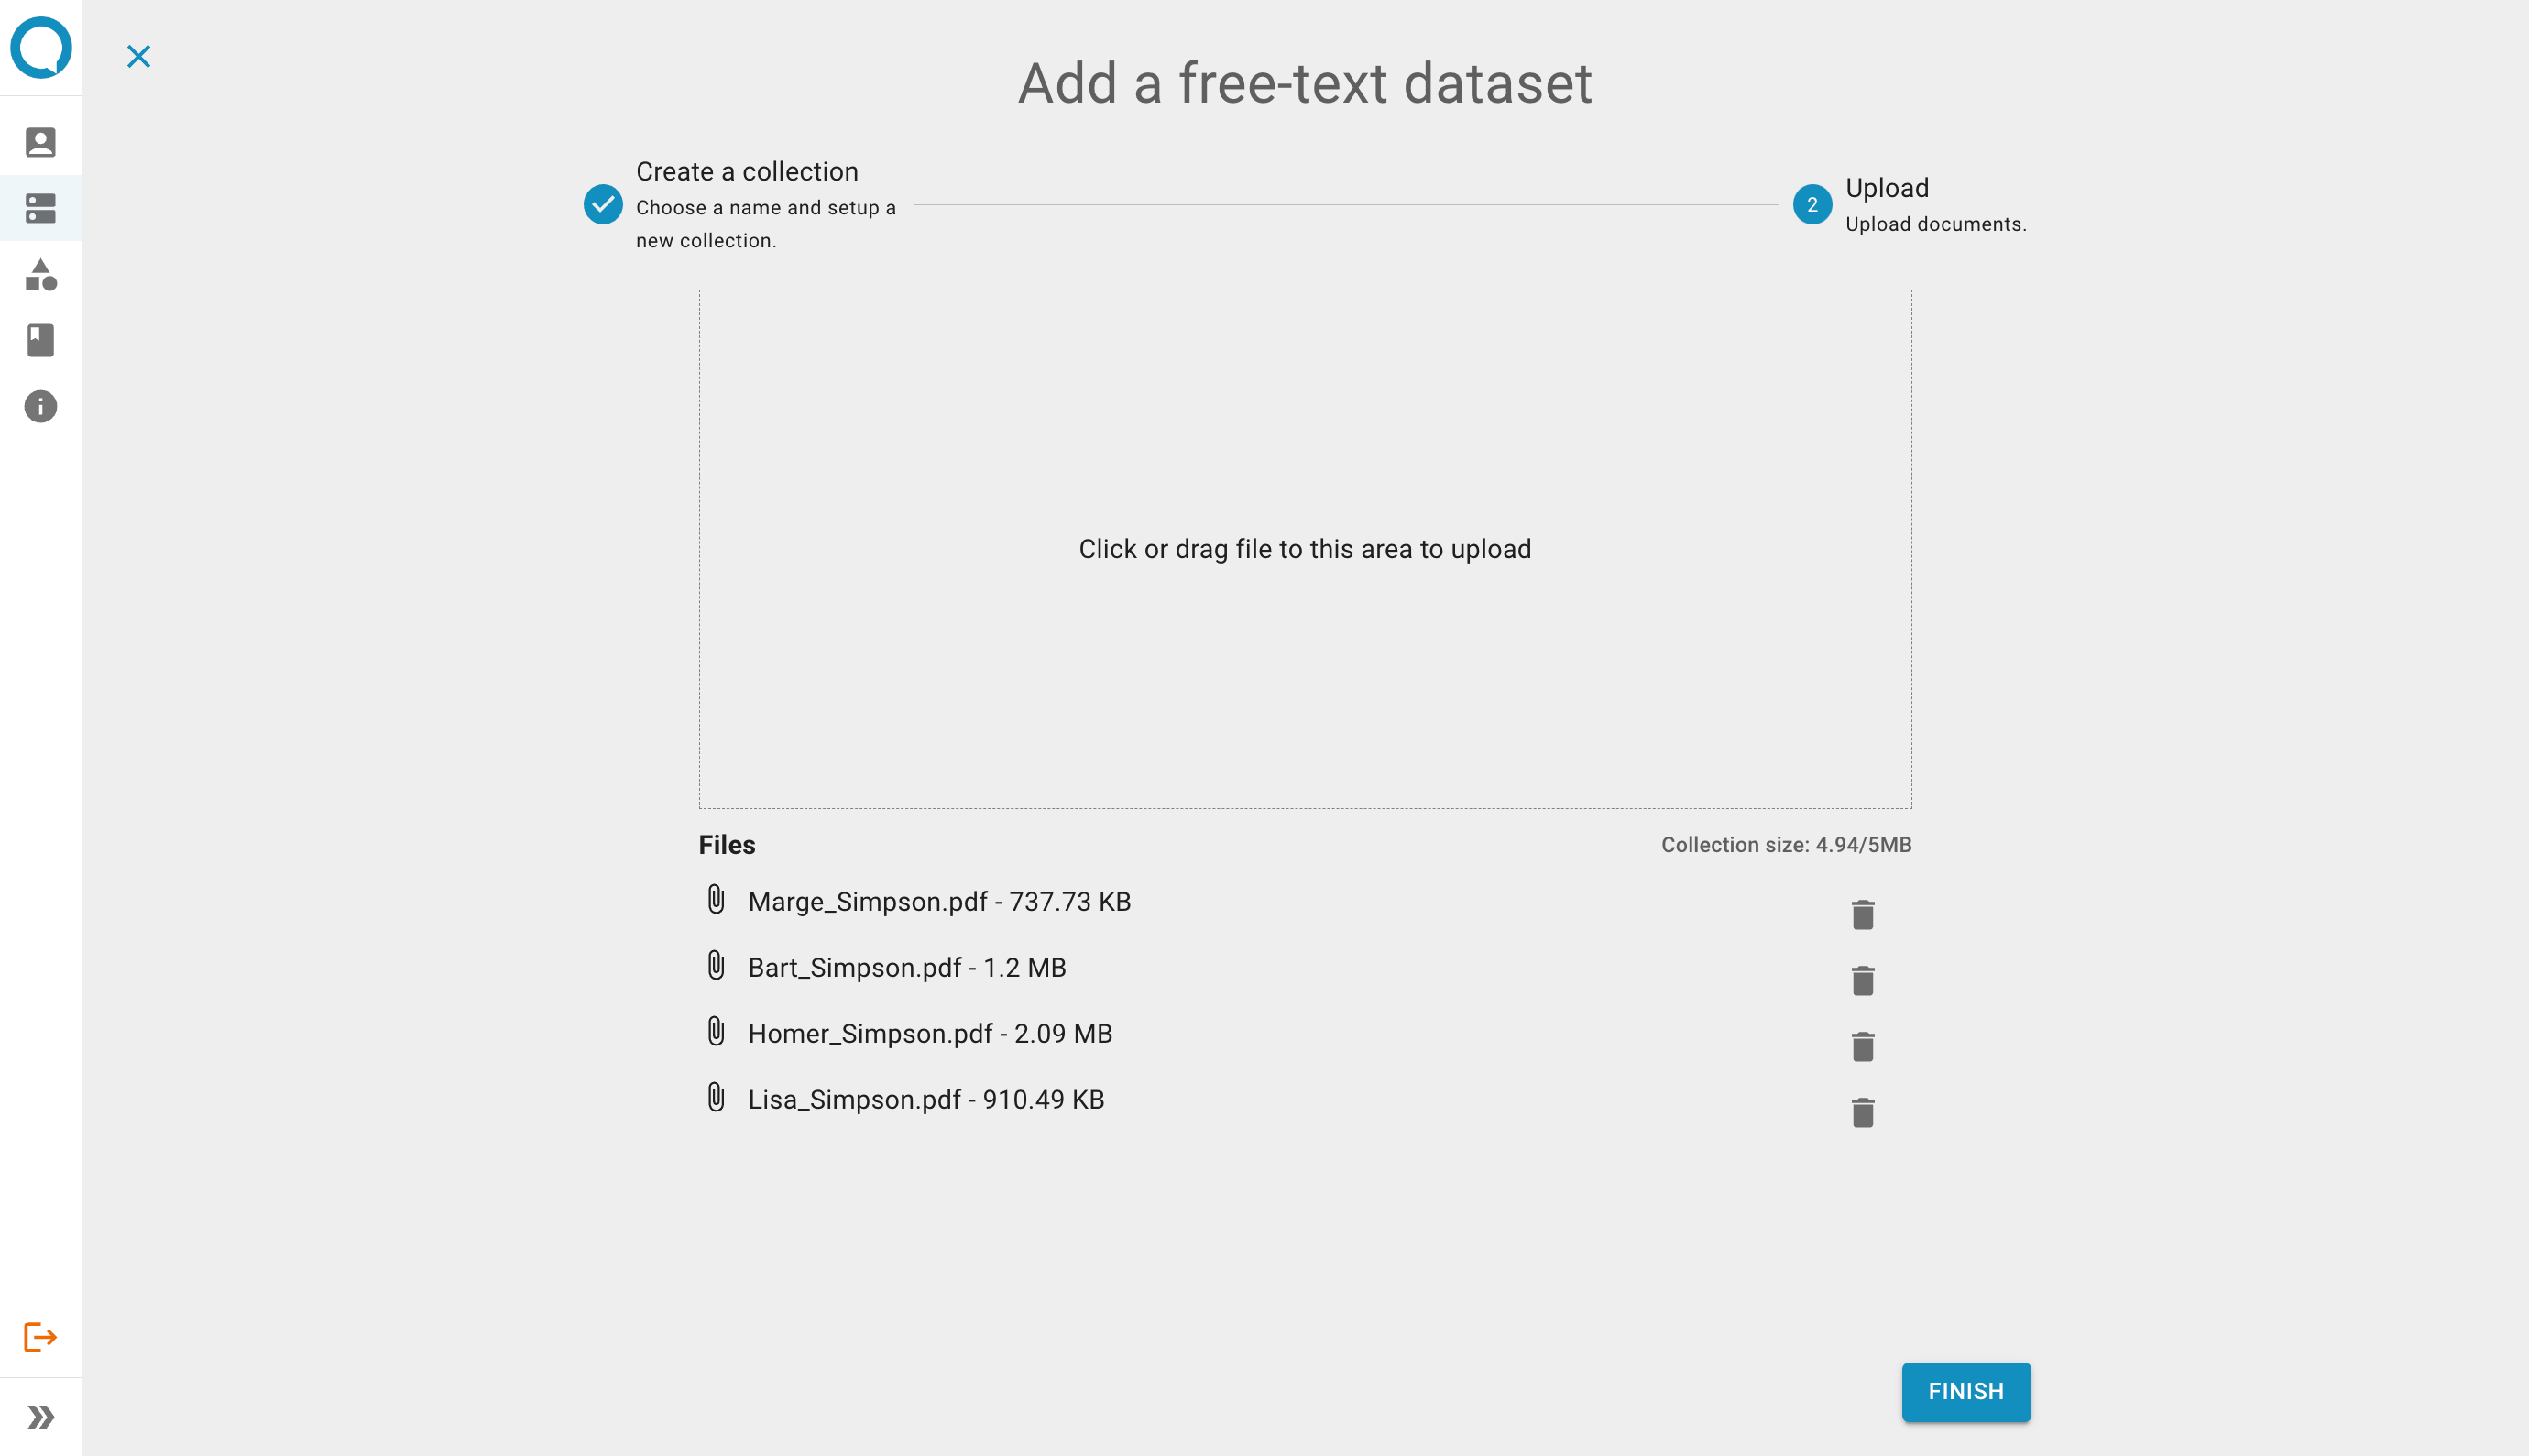 Add a free-text dataset
Create a collection
Choose a name and setup a
new collection.
2
Upload
Upload documents.
Click or drag file to this area to upload
Files
Collection size: 4.94/5MB
Marge_Simpson.pdf - 737.73 KB
Bart_Simpson.pdf - 1.2 MB
Homer_Simpson.pdf - 2.09 MB
Lisa_Simpson.pdf - 910.49 KB
FINISH